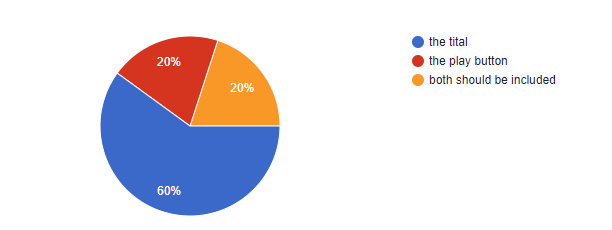 the tital
20%
the play button
20%
both should be included
60%